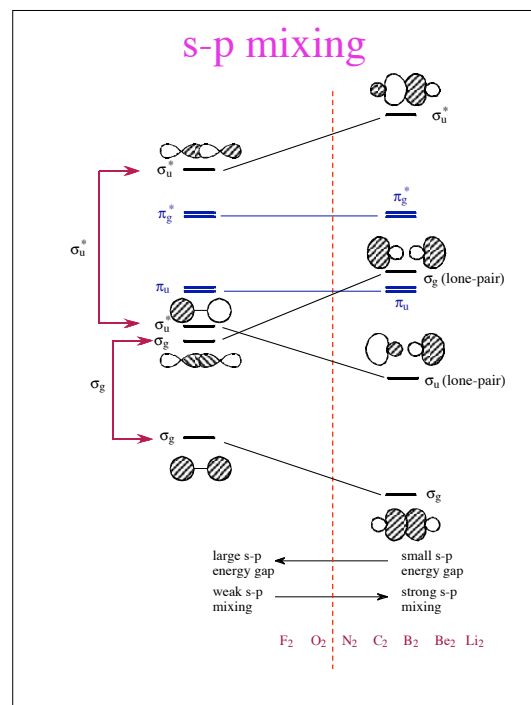 s-p mixing
σu*
σu*
πg*
πg*
σu*
σg (lone-pair)
πu
πu
σu*
σg
σu (lone-pair)
σg
σg
σg
large s-p
energy gap
small s-p
energy gap
weak s-p
mixing
strong s-p
mixing
F2 O2 N2 C2 B2 Be2 Li2